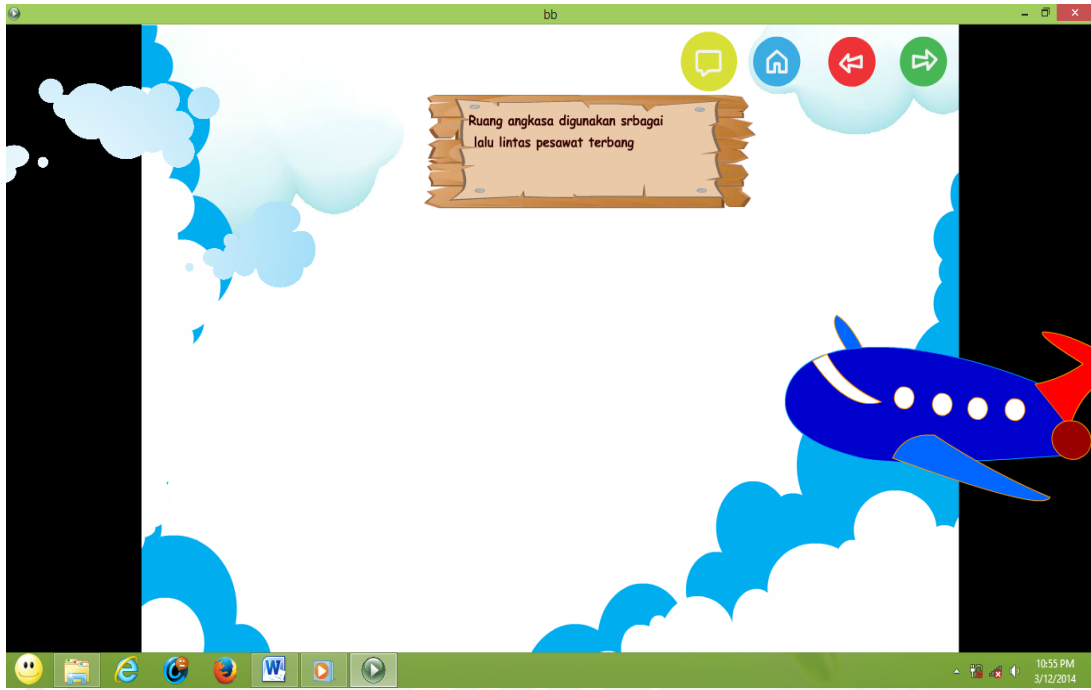 bb
Ruang angkasa digunakan srbagai
lalu lintas pesawat terbang
10:55 PM
3/12/2014